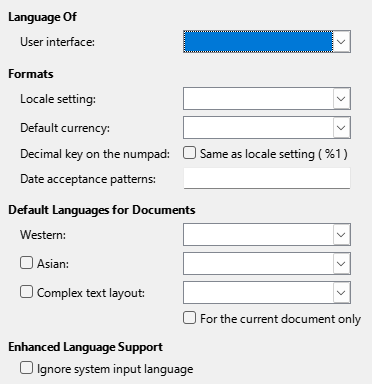 Language Of
User interface:
Formats
Locale setting:
Default currency:
Decimal key on the numpad: Same as locale setting ( %1 )
Date acceptance patterns:
Default Languages for Documents
Western:
Asian:
Complex text layout:
For the current document only
Enhanced Language Support
Ignore system input language